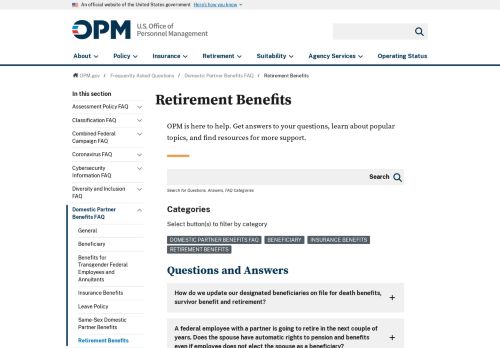 An official website of the United States government Here's how you know
OPM U.S. Office of
Personnel Management
About Policy Insurance Retirement Suitability Agency Services Operating Status
OPM.gov / Frequently Asked Questions / Domestic Partner Benefits FAQ / Retirement Benefits
In this section
Assessment Policy FAQ
Classification FAQ
Combined Federal
Campaign FAQ
Coronavirus FAQ
Cybersecurity
Information FAQ
Diversity and Inclusion
FAQ
Domestic Partner
Benefits FAQ
General
Beneficiary
Benefits for
Transgender Federal
Employees and
Annuitants
Insurance Benefits
Leave Policy
Same-Sex Domestic
Partner Benefits
Retirement Benefits
Retirement Benefits
OPM is here to help. Get answers to your questions, learn about popular
topics, and find resources for more support.
Search
Search for Questions, Answers, FAQ Categories
Categories
Select button(s) to filter by category
DOMESTIC PARTNER BENEFITS FAQ BENEFICIARY INSURANCE BENEFITS
RETIREMENT BENEFITS
Questions and Answers
How do we update our designated beneficiaries on file for death benefits,
survivor benefit and retirement?
A federal employee with a partner is going to retire in the next couple of
years. Does the spouse have automatic rights to pension and benefits
even if employee does not elect the spouse as a beneficiary?